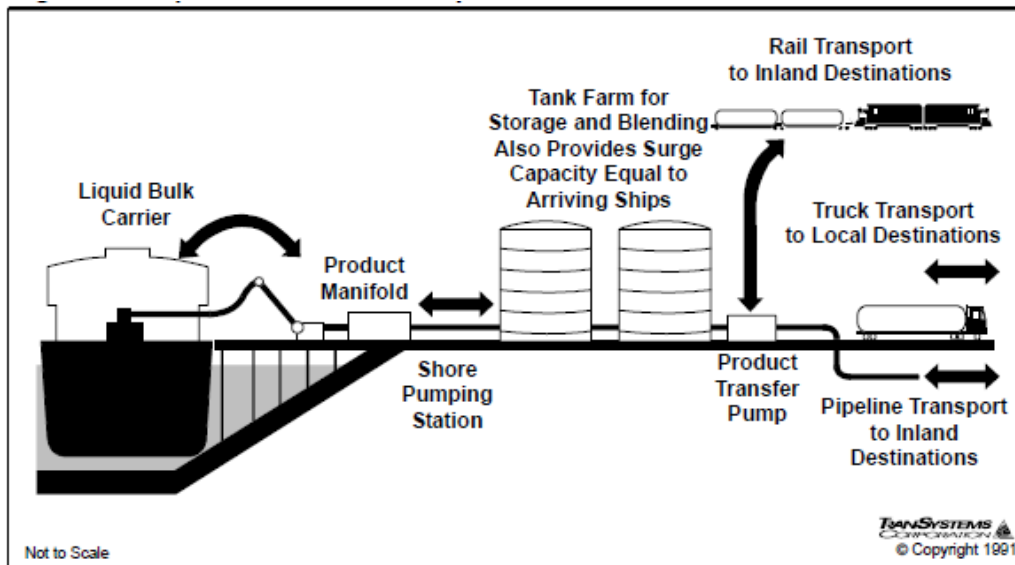 Rail Transport
to Inland Destinations
Tank Farm for
Storage and Blending
Also Provides Surge
Capacity Equal to
Arriving Ships
Liquid Bulk
Carrier
Truck Transport
to Local Destinations
Product
Manifold
Shore
Pumping
Station
Product
Transfer
Pump
Pipeline Transport
to Inland
Destinations
TRANSYSTEMS
CORPORATION
© Copyright 1991
Not to Scale